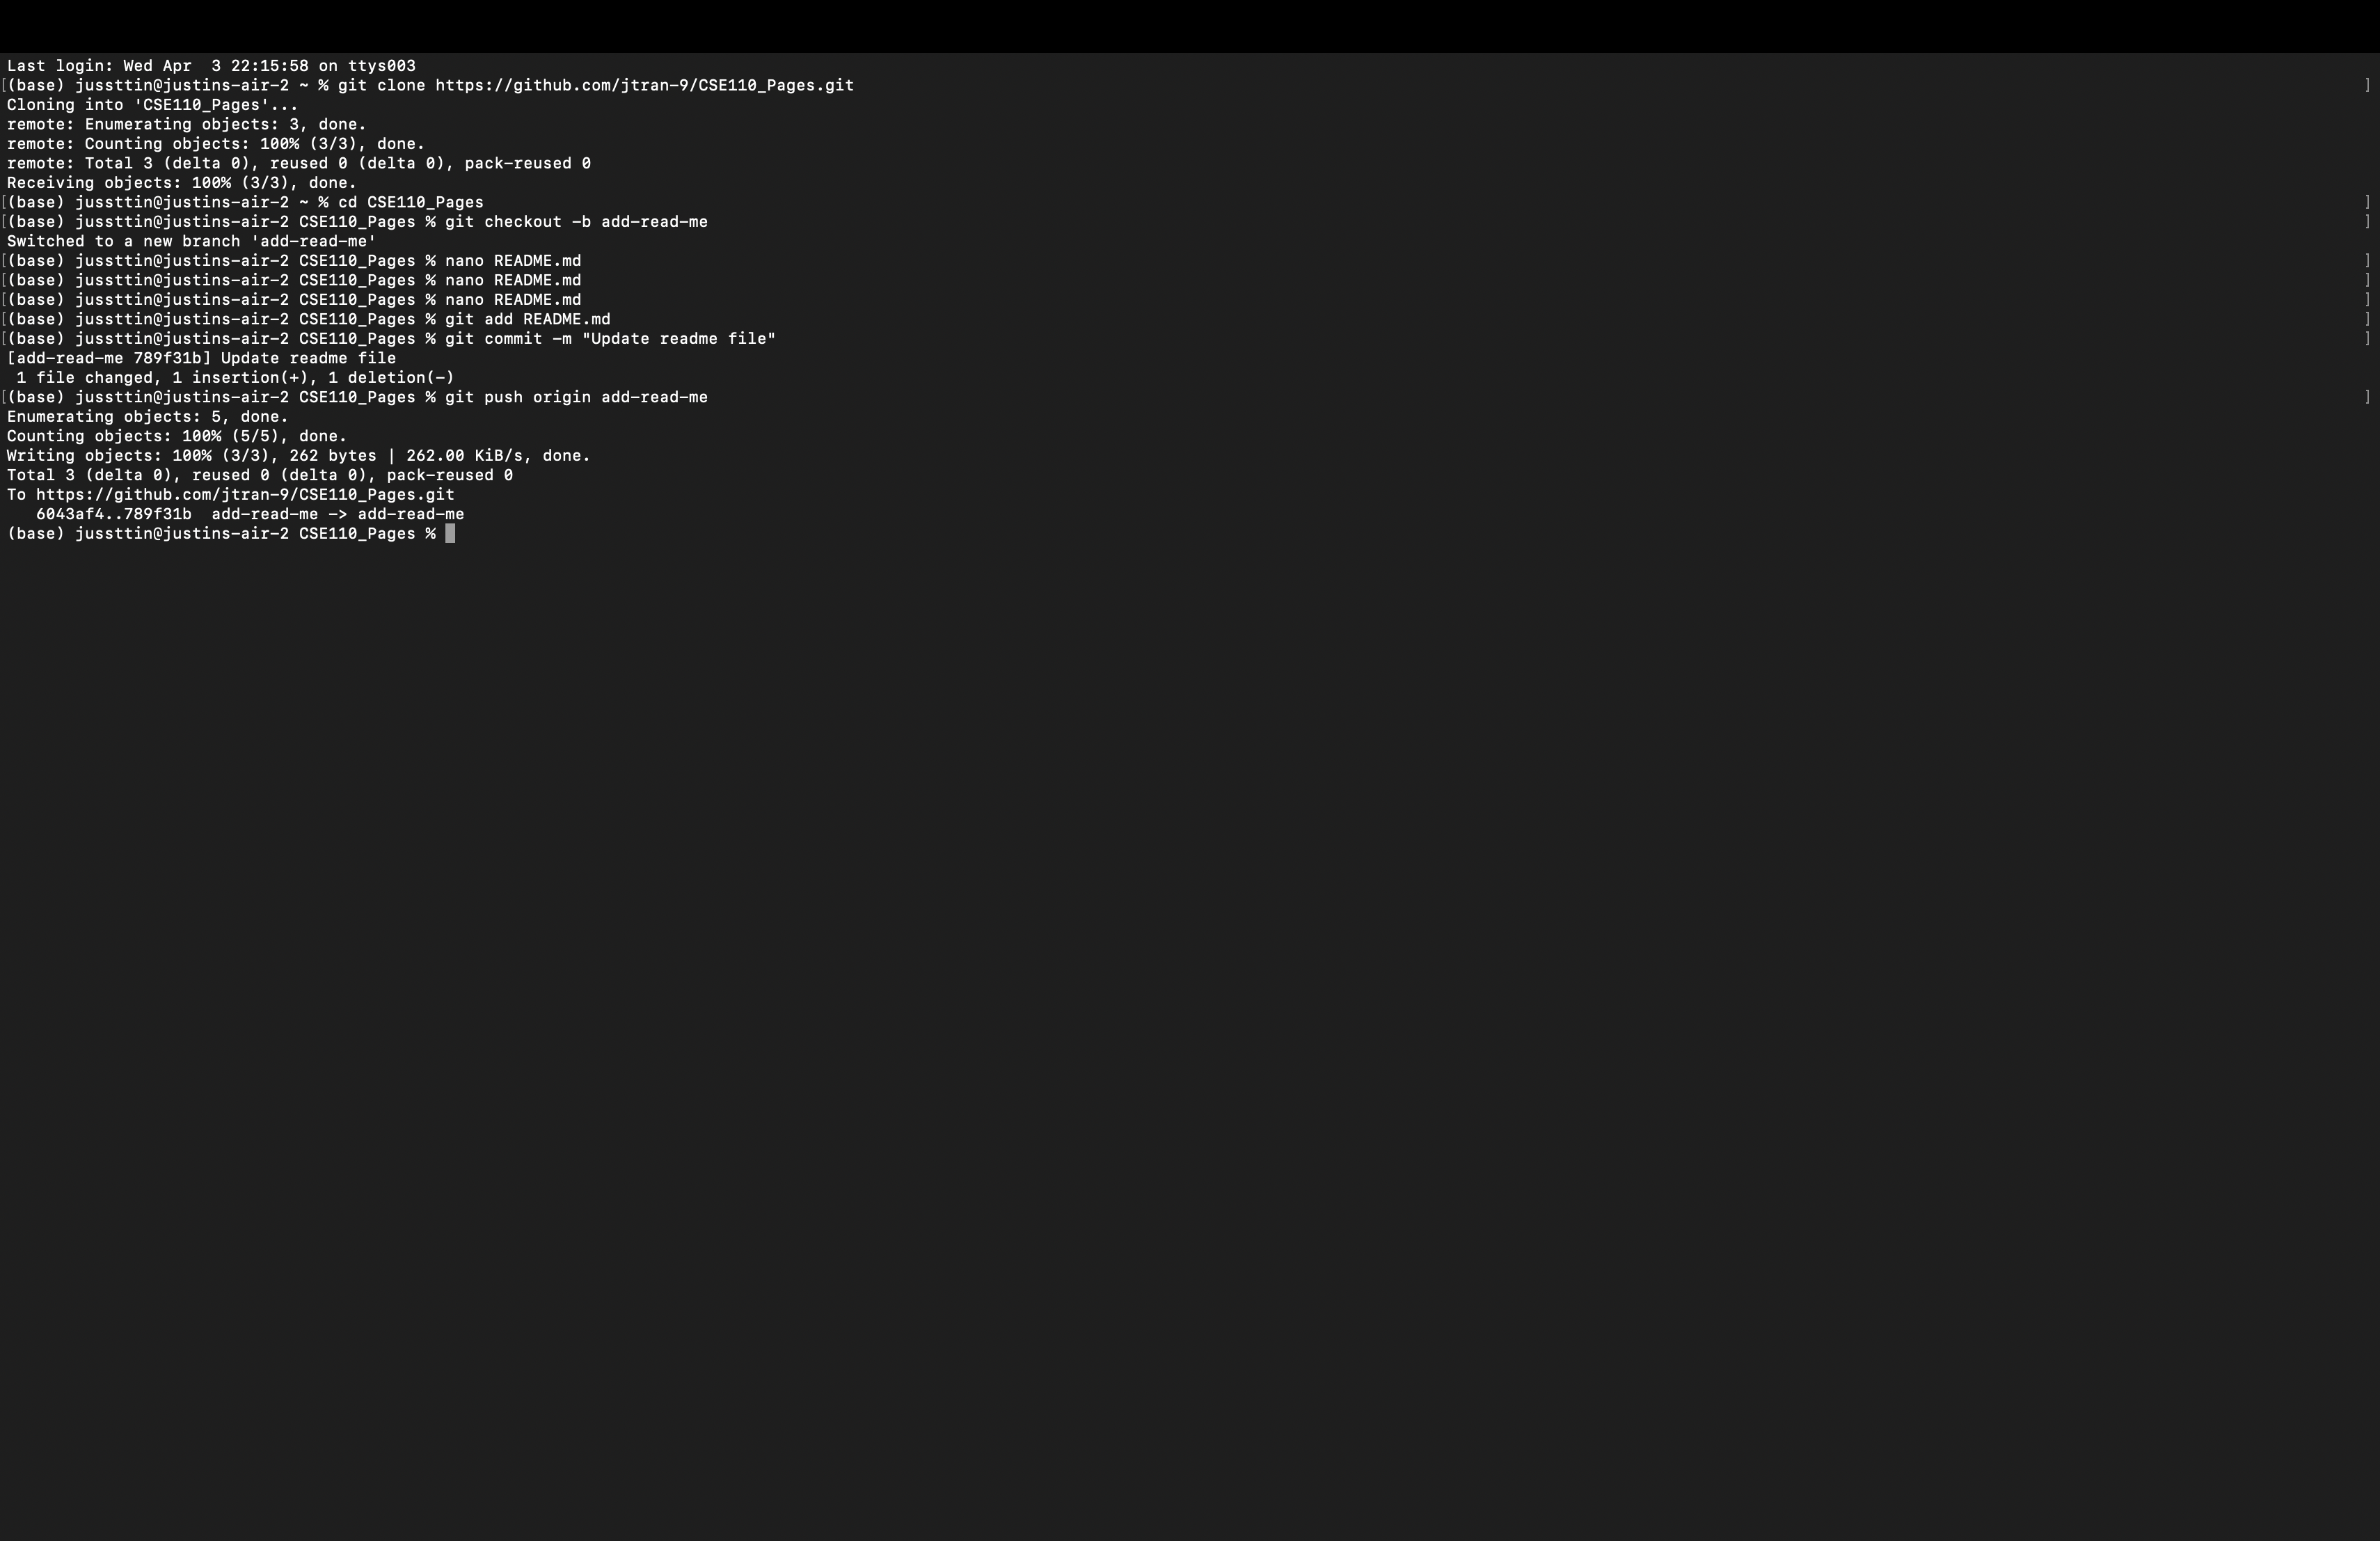 Last login: Wed Apr  3 22:15:58 on ttys003
[(base) jussttin@justins-air-2 ~ % git clone https://github.com/jtran-9/CSE110_Pages.git ]
Cloning into 'CSE110_Pages'...
remote: Enumerating objects: 3, done.
remote: Counting objects: 100% (3/3), done.
remote: Total 3 (delta 0), reused 0 (delta 0), pack-reused 0
Receiving objects: 100% (3/3), done.
[(base) jussttin@justins-air-2 ~ % cd CSE110_Pages ]
[(base) jussttin@justins-air-2 CSE110_Pages % git checkout -b add-read-me ]
Switched to a new branch 'add-read-me'
[(base) jussttin@justins-air-2 CSE110_Pages % nano README.md ]
[(base) jussttin@justins-air-2 CSE110_Pages % nano README.md ]
[(base) jussttin@justins-air-2 CSE110_Pages % nano README.md ]
[(base) jussttin@justins-air-2 CSE110_Pages % git add README.md ]
[(base) jussttin@justins-air-2 CSE110_Pages % git commit -m "Update readme file" ]
[add-read-me 789f31b] Update readme file
 1 file changed, 1 insertion(+), 1 deletion(-)
[(base) jussttin@justins-air-2 CSE110_Pages % git push origin add-read-me ]
Enumerating objects: 5, done.
Counting objects: 100% (5/5), done.
Writing objects: 100% (3/3), 262 bytes | 262.00 KiB/s, done.
Total 3 (delta 0), reused 0 (delta 0), pack-reused 0
To https://github.com/jtran-9/CSE110_Pages.git
   6043af4..789f31b  add-read-me -> add-read-me
(base) jussttin@justins-air-2 CSE110_Pages %